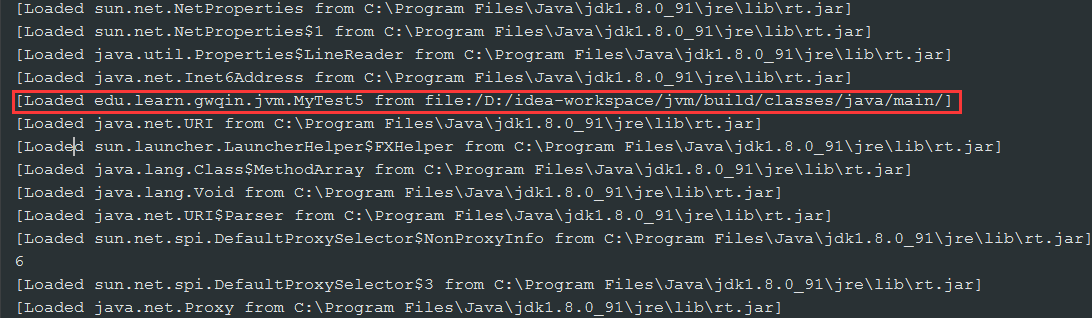 [Loaded sun.net.NetProperties from C:\Program Files\Java\jdk1.8.0_91\jre\lib\rt.jar]
[Loaded sun.net.NetProperties$1 from C:\Program Files\Java\jdk1.8.0_91\jre\lib\rt.jar]
[Loaded java.util.Properties$LineReader from C:\Program Files\Java\jdk1.8.0_91\jre\lib\rt.jar]
[Loaded java.net.Inet6Address from C:\Program Files\Java\jdk1.8.0_91\jre\lib\rt.jar]
[Loaded edu.learn.gwqin.jvm.MyTest5 from file:/D:/idea-workspace/jvm/build/classes/java/main/]
[Loaded java.net.URI from C:\Program Files\Java\jdk1.8.0_91\jre\lib\rt.jar]
[Loaded sun.launcher.LauncherHelper$FXHelper from C:\Program Files\Java\jdk1.8.0_91\jre\lib\rt.jar]
[Loaded java.lang.Class$MethodArray from C:\Program Files\Java\jdk1.8.0_91\jre\lib\rt.jar]
[Loaded java.lang.Void from C:\Program Files\Java\jdk1.8.0_91\jre\lib\rt.jar]
[Loaded java.net.URI$Parser from C:\Program Files\Java\jdk1.8.0_91\jre\lib\rt.jar]
[Loaded sun.net.spi.DefaultProxySelector$NonProxyInfo from C:\Program Files\Java\jdk1.8.0_91\jre\lib\rt.jar]
6
[Loaded sun.net.spi.DefaultProxySelector$3 from C:\Program Files\Java\jdk1.8.0_91\jre\lib\rt.jar]
[Loaded java.net.Proxy from C:\Program Files\Java\jdk1.8.0_91\jre\lib\rt.jar]